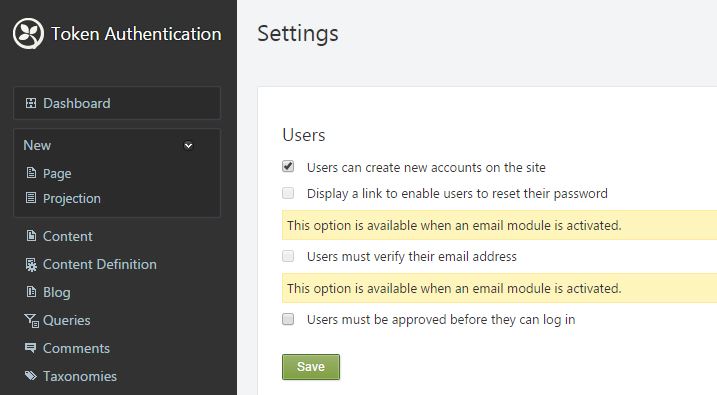 Token Authentication
Dashboard
New
Page
Projection
Content
Content Definition
Blog
Queries
Comments
Taxonomies
Settings
Users
Users can create new accounts on the site
Display a link to enable users to reset their password
This option is available when an email module is activated.
Users must verify their email address
This option is available when an email module is activated.
Users must be approved before they can log in
Save